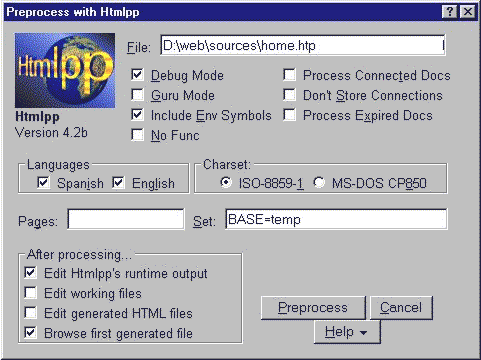 Preprocess with Htmlpp
File: D:\web\sources\home.htp
Htmlpp
Debug Mode
Process Connected Docs
Guru Mode
Don't Store Connections
Htmlpp
Include Env Symbols
Process Expired Docs
Version 4.2b
No Func
Languages
Charset:
Spanish English
ISO-8859-1 MS-DOS CP850
Pages:
Set: BASE=temp
After processing...
Edit Htmlpp's runtime output
Edit working files
Edit generated HTML files
Browse first generated file
Preprocess
Cancel
Help